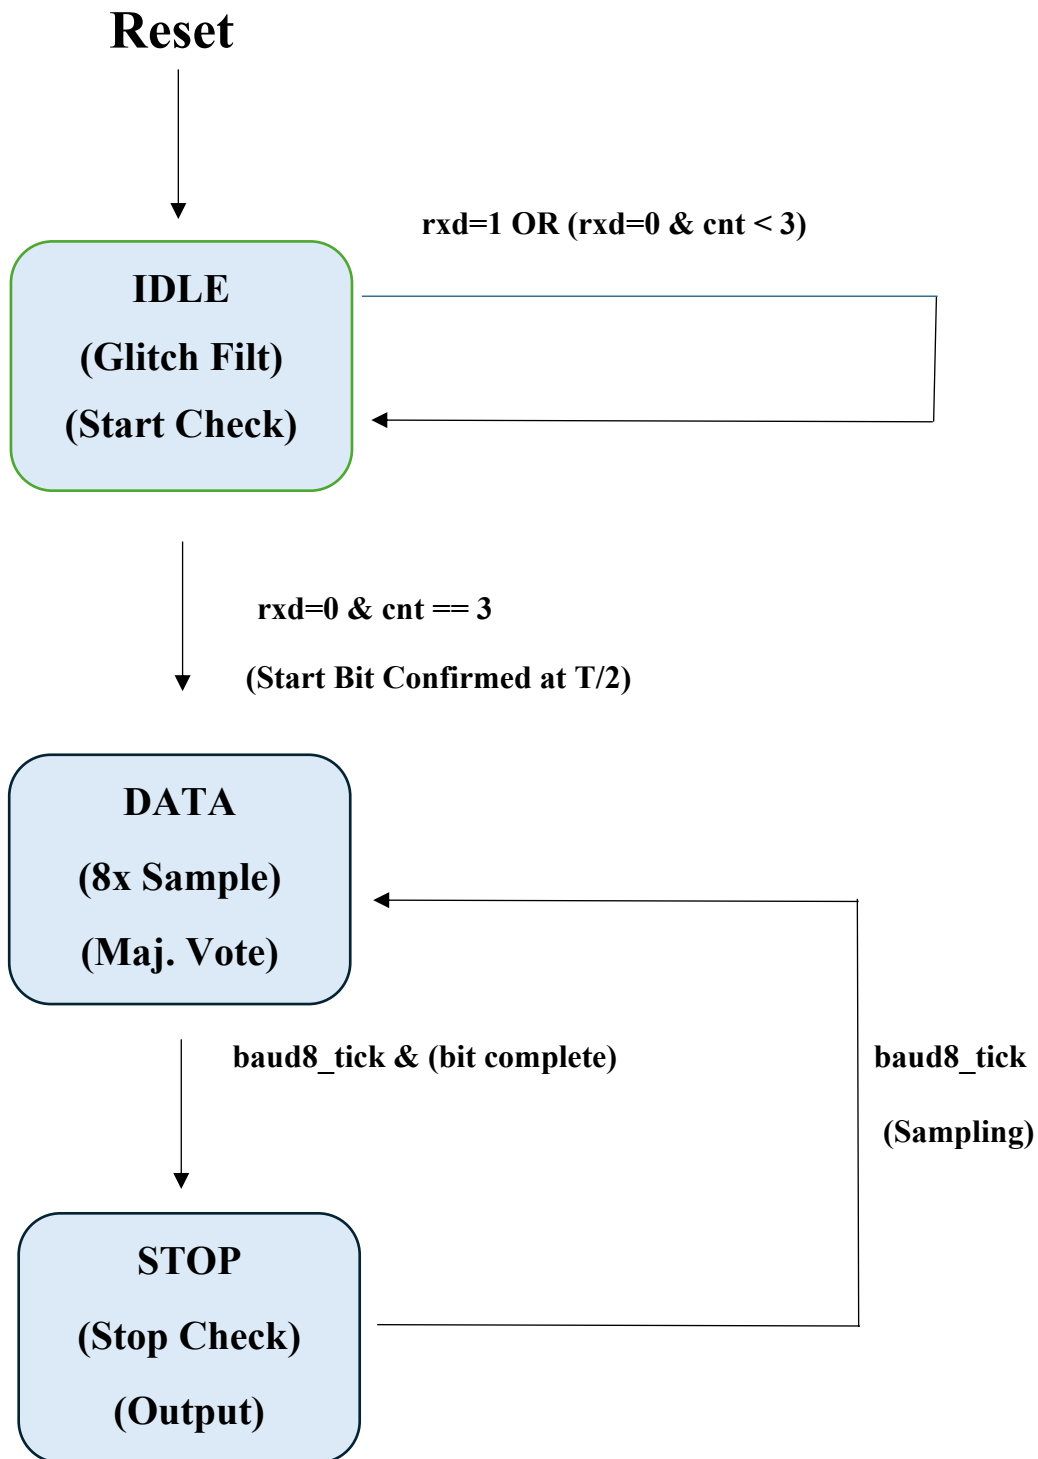 Reset
rxd=1 OR (rxd=0 & cnt < 3)
IDLE
(Glitch Filt)
(Start Check)
rxd=0 & cnt == 3
(Start Bit Confirmed at T/2)
DATA
(8x Sample)
(Maj. Vote)
baud8_tick & (bit complete)
baud8_tick
(Sampling)
STOP
(Stop Check)
(Output)